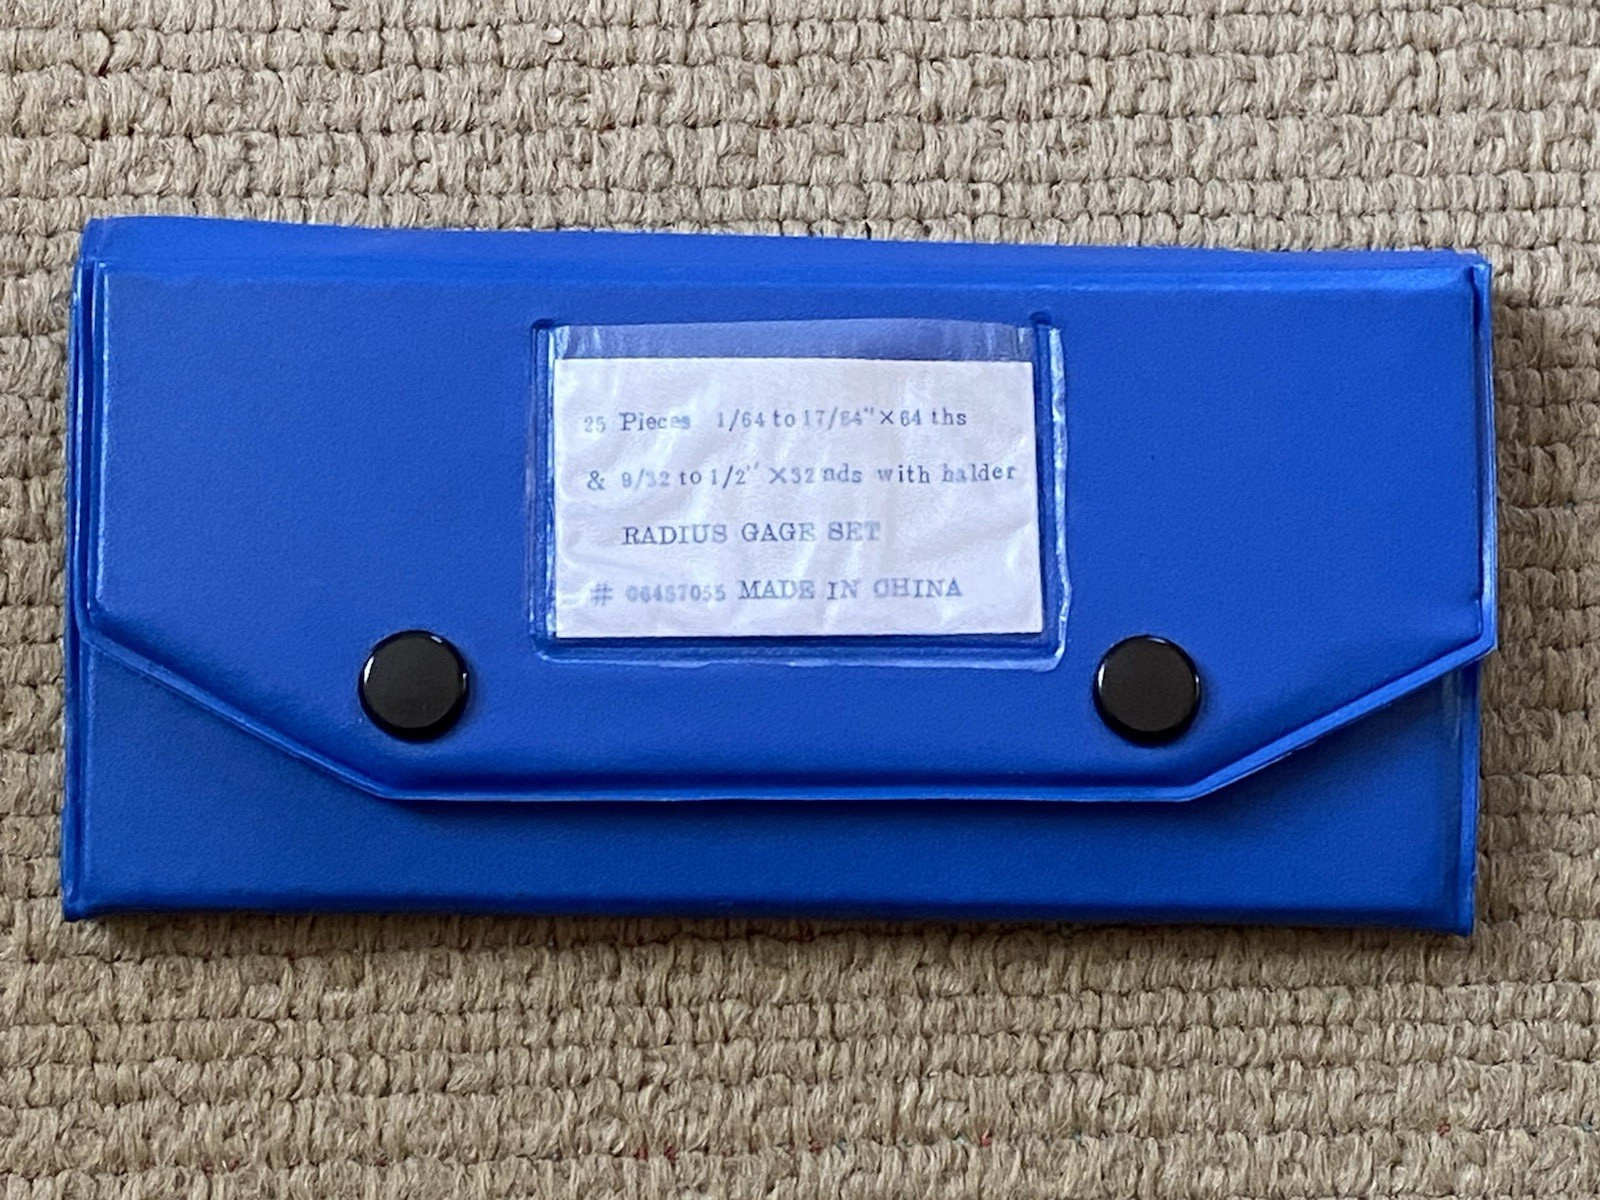 25 Pieces 1/64 to 17/64" × 64 ths
& 9/32 to 1/2" × 32 nds with halder
RADIUS GAGE SET
# 06457055 MADE IN CHINA